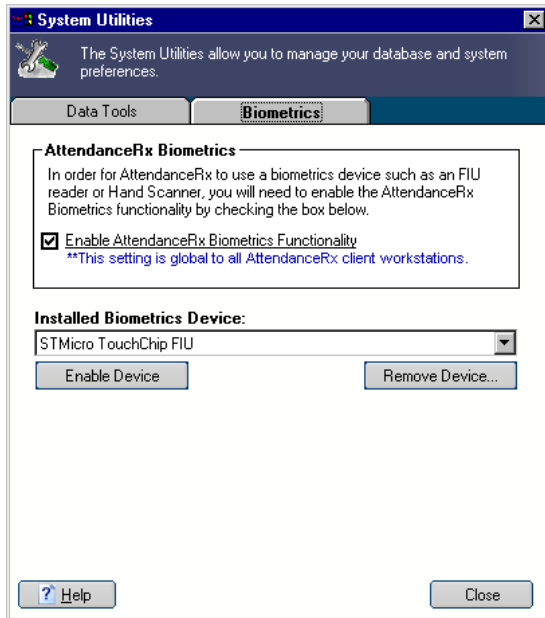 System Utilities
The System Utilities allow you to manage your database and system
preferences.
Data Tools
Biometrics
AttendanceRx Biometrics
In order for AttendanceRx to use a biometrics device such as an FIU
reader or Hand Scanner, you will need to enable the AttendanceRx
Biometrics functionality by checking the box below.
Enable AttendanceRx Biometrics Functionality
**This setting is global to all AttendanceRx client workstations.
Installed Biometrics Device:
STMicro TouchChip FIU
Enable Device
Remove Device...
? Help
Close